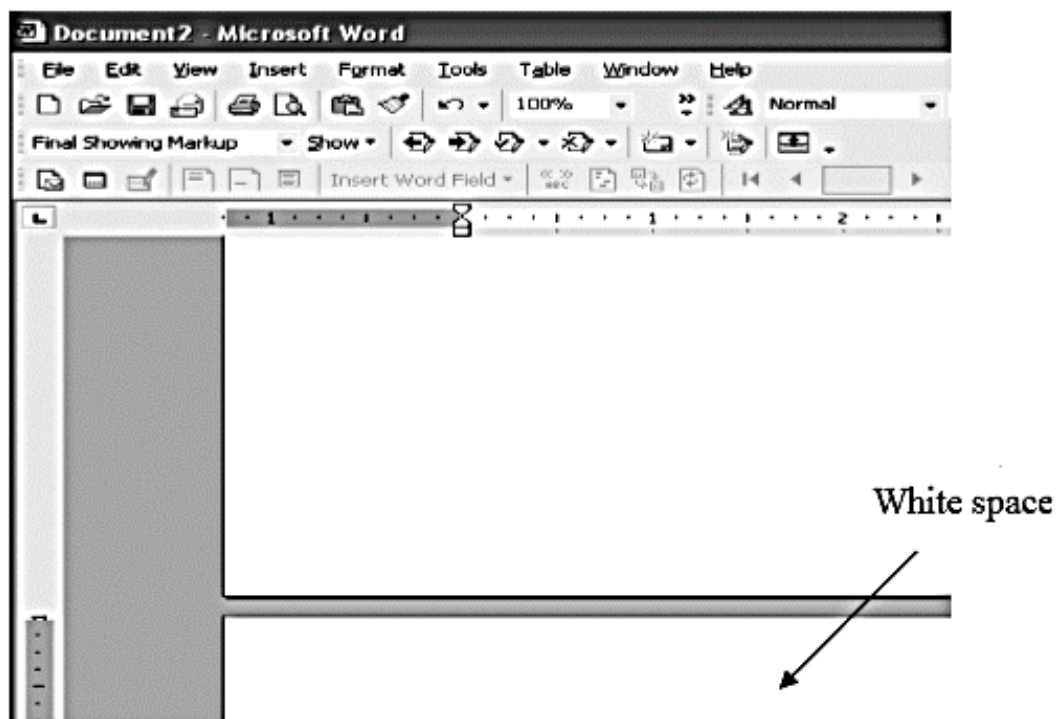 Document2 - Microsoft Word
File Edit View Insert Format Tools Table Window Help
100% Normal
Final Showing Markup Show
Insert Word Field
1 1 2
White space